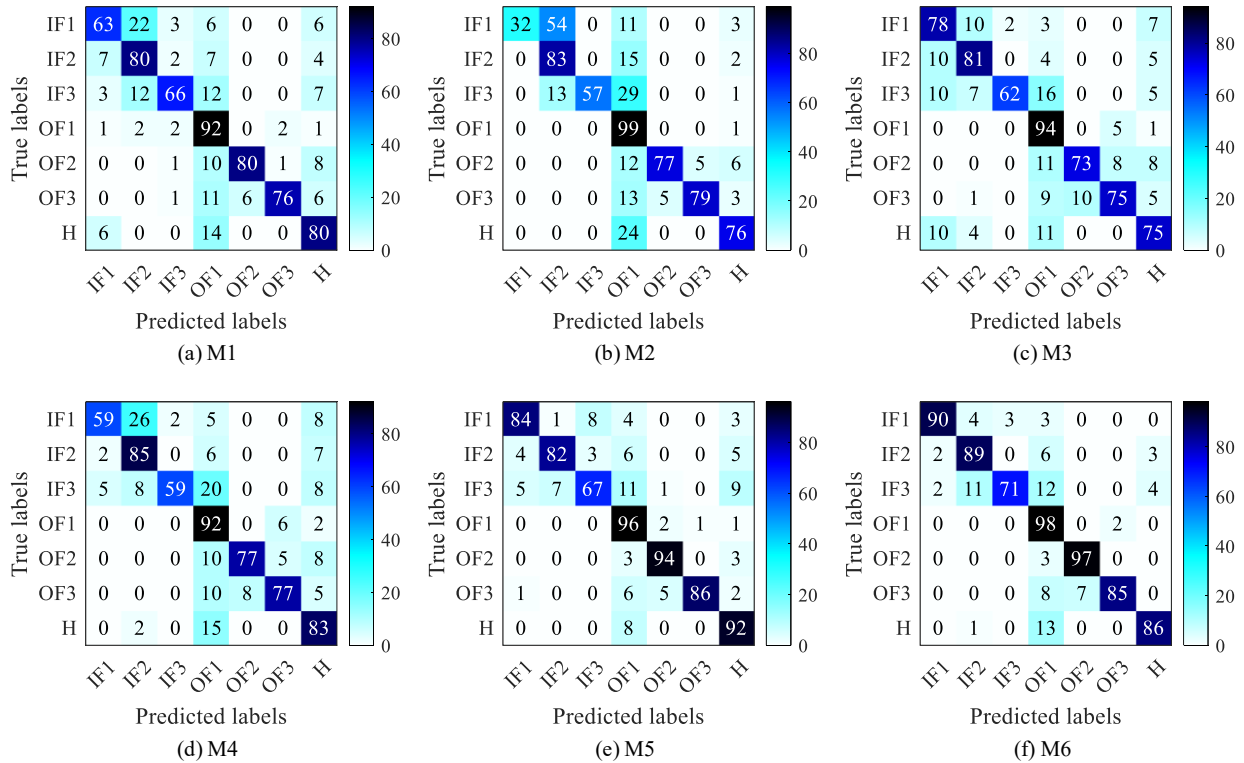 IF1 63 22 3 6 0 0 6
IF2 7 80 2 7 0 0 4
IF3 3 12 66 12 0 0 7
OF1 1 2 2 92 0 2 1
OF2 0 0 1 10 80 1 8
OF3 0 0 1 11 6 76 6
H 6 0 0 14 0 0 80
80
60
40
20
0
True labels
IF1 IF2 IF3 OF1 OF2 OF3 H
Predicted labels
(a) M1
IF1 32 54 0 11 0 0 3
IF2 0 83 0 15 0 0 2
IF3 0 13 57 29 0 0 1
OF1 0 0 0 99 0 0 1
OF2 0 0 0 12 77 5 6
OF3 0 0 0 13 5 79 3
H 0 0 0 24 0 0 76
80
60
40
20
0
True labels
IF1 IF2 IF3 OF1 OF2 OF3 H
Predicted labels
(b) M2
IF1 78 10 2 3 0 0 7
IF2 10 81 0 4 0 0 5
IF3 10 7 62 16 0 0 5
OF1 0 0 0 94 0 5 1
OF2 0 0 0 11 73 8 8
OF3 0 1 0 9 10 75 5
H 10 4 0 11 0 0 75
80
60
40
20
0
True labels
IF1 IF2 IF3 OF1 OF2 OF3 H
Predicted labels
(c) M3
IF1 59 26 2 5 0 0 8
IF2 2 85 0 6 0 0 7
IF3 5 8 59 20 0 0 8
OF1 0 0 0 92 0 6 2
OF2 0 0 0 10 77 5 8
OF3 0 0 0 10 8 77 5
H 0 2 0 15 0 0 83
80
60
40
20
0
True labels
IF1 IF2 IF3 OF1 OF2 OF3 H
Predicted labels
(d) M4
IF1 84 1 8 4 0 0 3
IF2 4 82 3 6 0 0 5
IF3 5 7 67 11 1 0 9
OF1 0 0 0 96 2 1 1
OF2 0 0 0 3 94 0 3
OF3 1 0 0 6 5 86 2
H 0 0 0 8 0 0 92
80
60
40
20
0
True labels
IF1 IF2 IF3 OF1 OF2 OF3 H
Predicted labels
(e) M5
IF1 90 4 3 3 0 0 0
IF2 2 89 0 6 0 0 3
IF3 2 11 71 12 0 0 4
OF1 0 0 0 98 0 2 0
OF2 0 0 0 3 97 0 0
OF3 0 0 0 8 7 85 0
H 0 1 0 13 0 0 86
80
60
40
20
0
True labels
IF1 IF2 IF3 OF1 OF2 OF3 H
Predicted labels
(f) M6